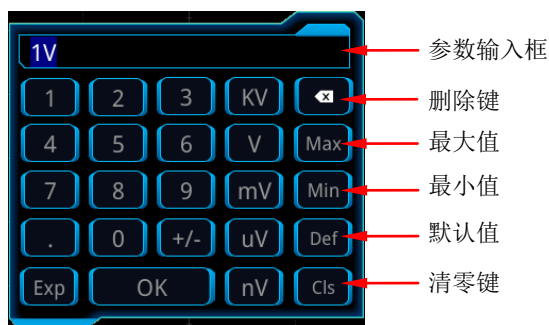 1V 参数输入框
1 2 3 KV 删除键
4 5 6 V Max 最大值
7 8 9 mV Min 最小值
. 0 +/- uV Def 默认值
Exp OK nV Cls 清零键